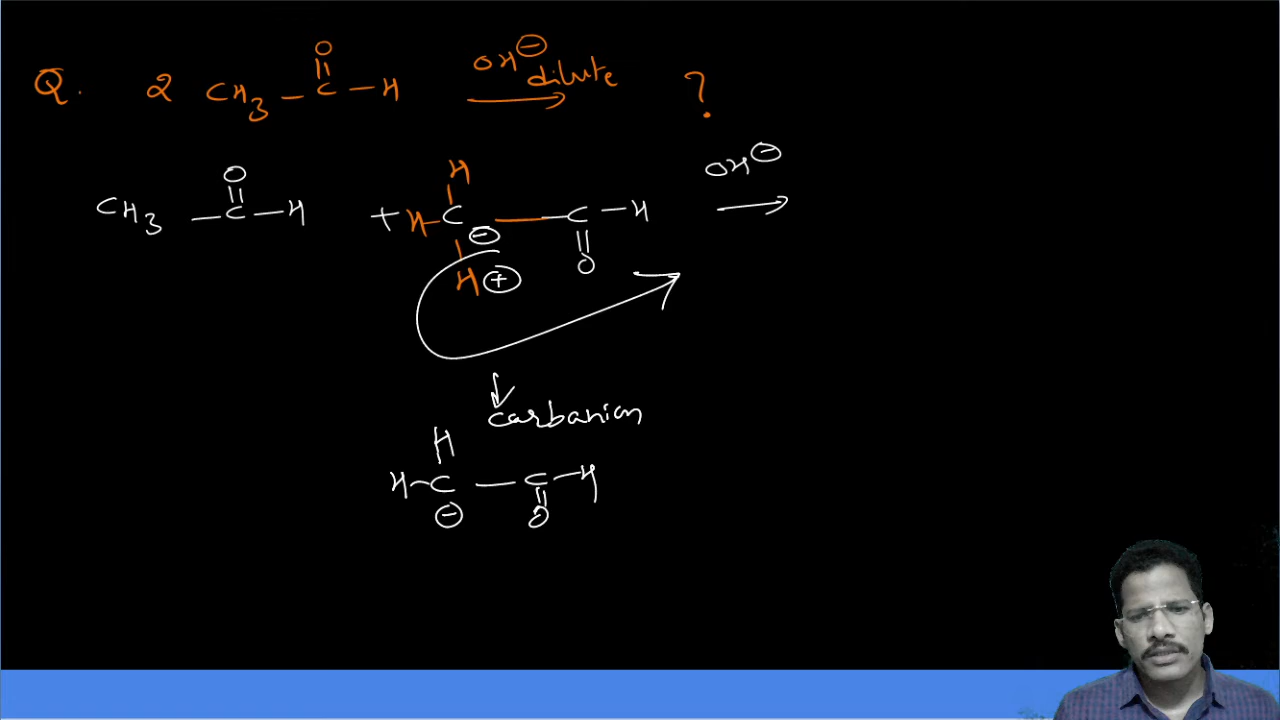 Q. 2 CH3 – C – H OH⊖ dilute → ?
O
||
CH3 – C – H + H – C – C – H OH⊖ →
O
||
H
|
⊖
|
H ⊕
||
O
carbanion
H
|
H – C – C – H
⊖
||
O